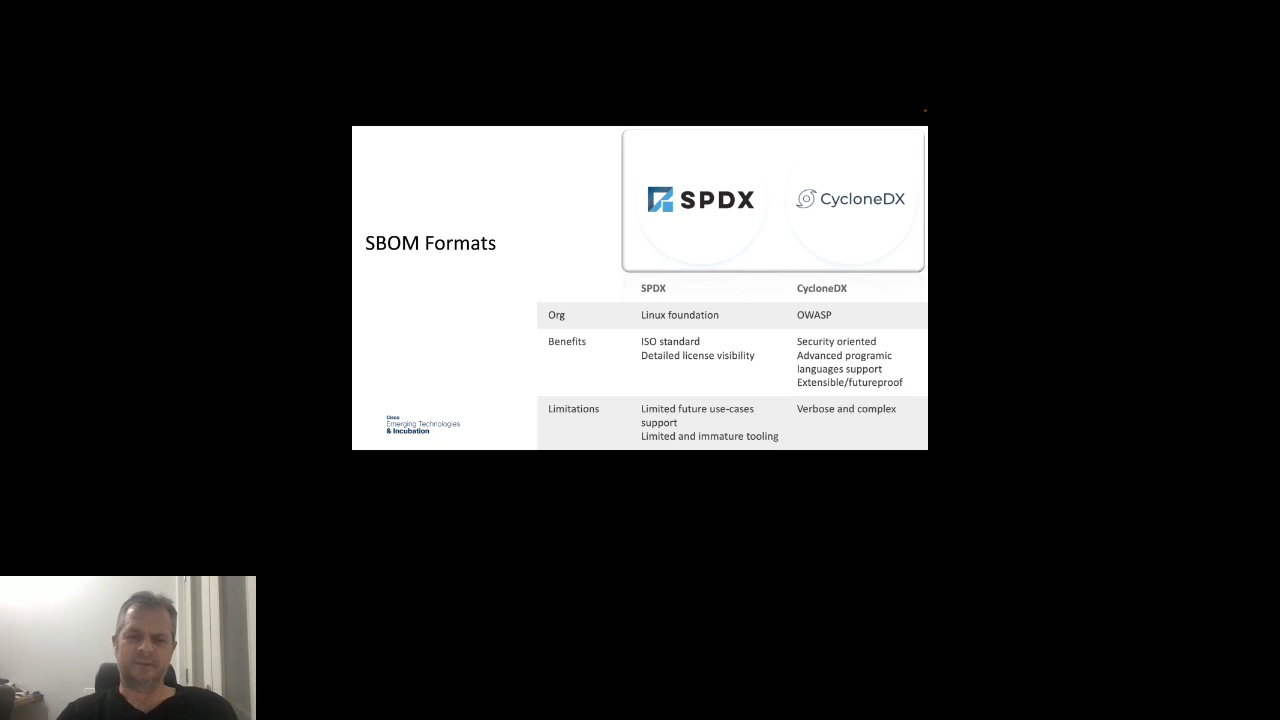 SPDX
CycloneDX
SBOM Formats
SPDX CycloneDX
Org Linux foundation OWASP
Benefits ISO standard Security oriented
Detailed license visibility Advanced programic
languages support
Extensible/futureproof
Limitations Limited future use-cases Verbose and complex
support
Limited and immature tooling
Cisco
Emerging Technologies
& Incubation